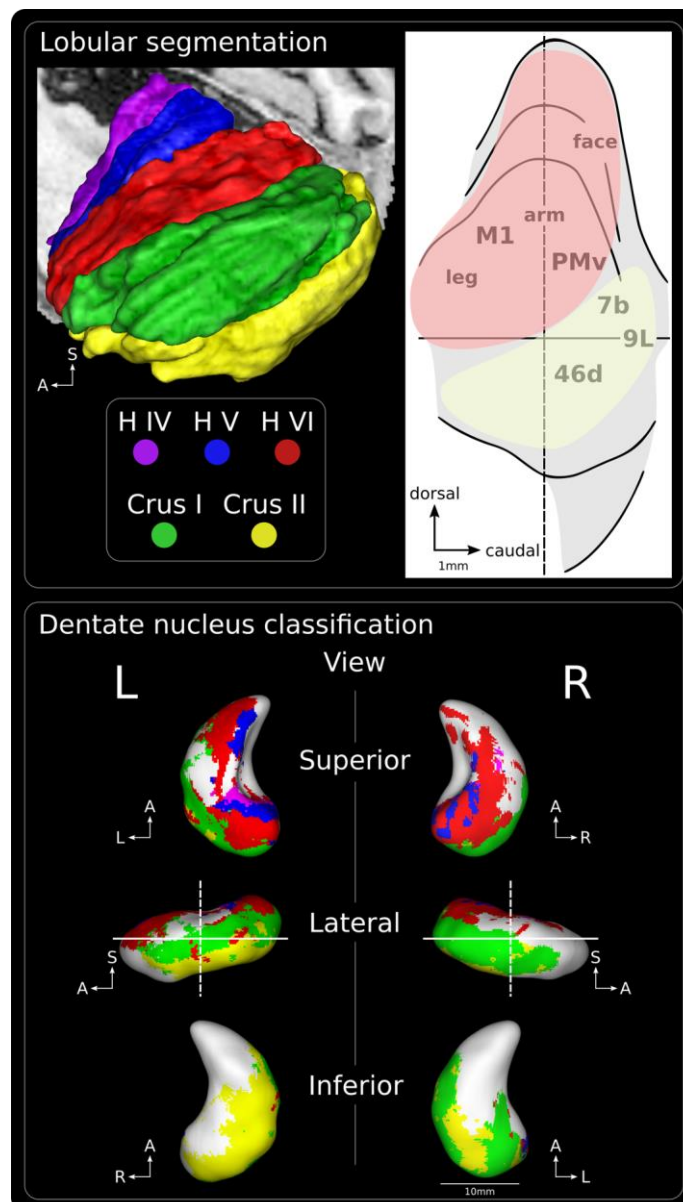 Lobular segmentation
S
A
H IV H V H VI
Crus I Crus II
face
arm
M1
leg
PMv
7b
9L
46d
dorsal
caudal
1mm
Dentate nucleus classification
View
L
R
Superior
A
L
A
R
Lateral
S
A
S
A
Inferior
A
R
A
L
10mm